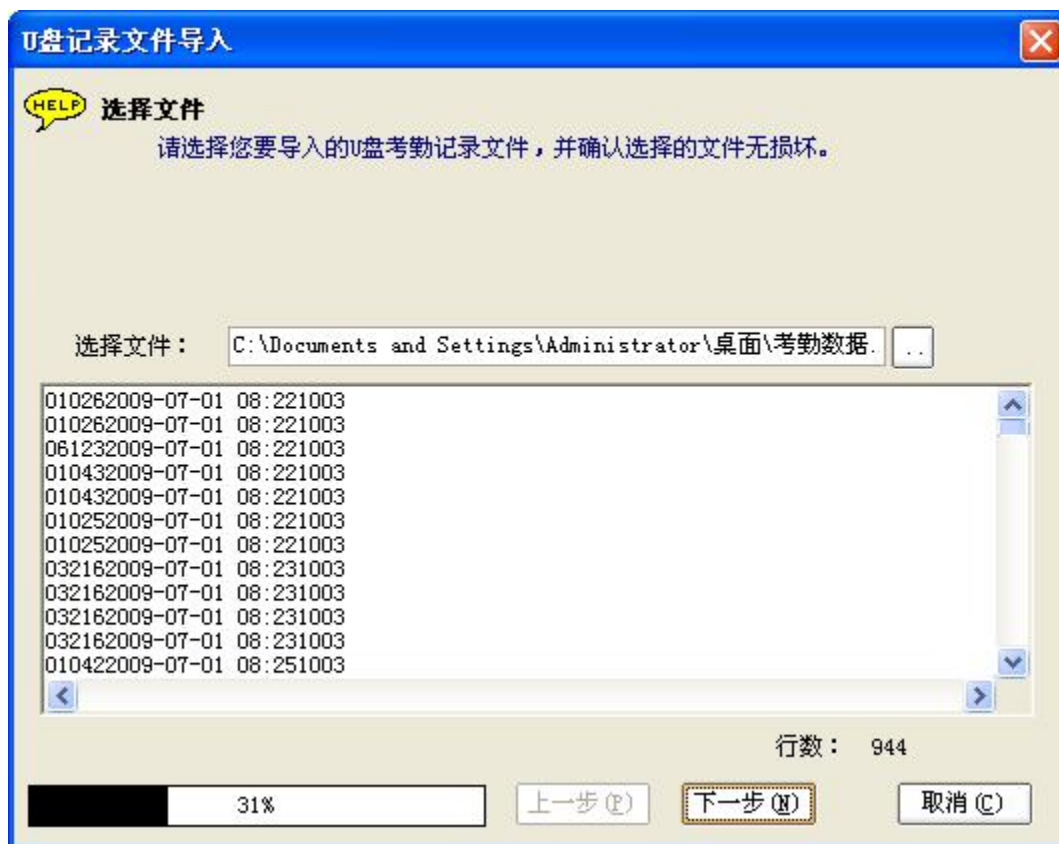 U盘记录文件导入
HELP 选择文件
请选择您要导入的U盘考勤记录文件，并确认选择的文件无损坏。
选择文件： C:\Documents and Settings\Administrator\桌面\考勤数据. ..
010262009-07-01 08:221003
010262009-07-01 08:221003
061232009-07-01 08:221003
010432009-07-01 08:221003
010432009-07-01 08:221003
010252009-07-01 08:221003
010252009-07-01 08:221003
032162009-07-01 08:231003
032162009-07-01 08:231003
032162009-07-01 08:231003
032162009-07-01 08:231003
010422009-07-01 08:251003
行数： 944
31% 上一步(P) 下一步(N) 取消(C)